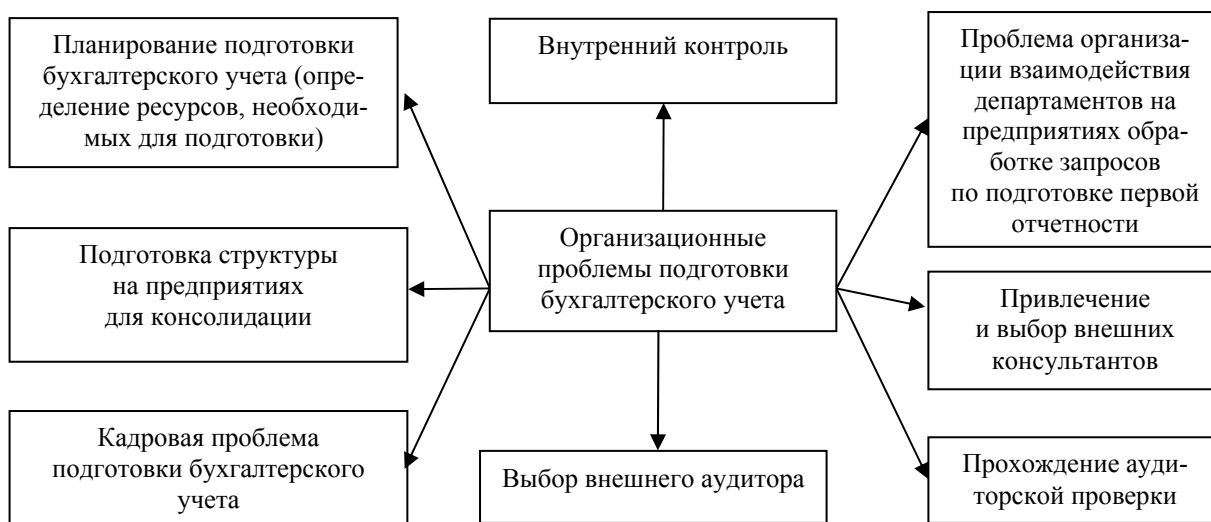 Планирование подготовки
бухгалтерского учета (опре-
деление ресурсов, необходи-
мых для подготовки)
Внутренний контроль
Проблема организа-
ции взаимодействия
департаментов на
предприятиях обра-
ботке запросов
по подготовке первой
отчетности
Подготовка структуры
на предприятиях
для консолидации
Организационные
проблемы подготовки
бухгалтерского учета
Привлечение
и выбор внешних
консультантов
Кадровая проблема
подготовки бухгалтерского
учета
Выбор внешнего аудитора
Прохождение ауди-
торской проверки